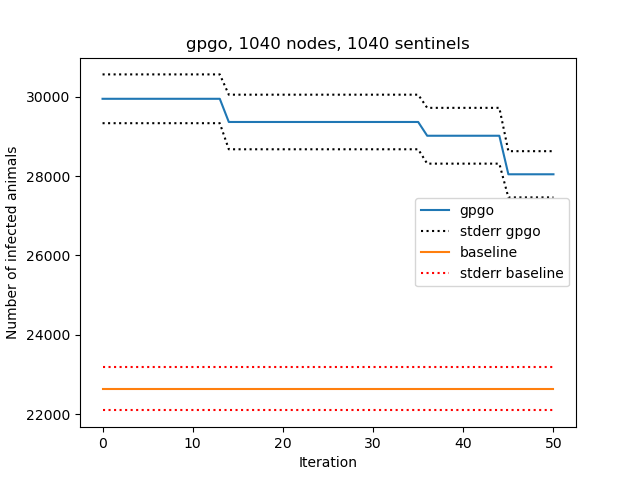 gpgo, 1040 nodes, 1040 sentinels
Number of infected animals
30000
28000
26000
24000
22000
gpgo
stderr gpgo
baseline
stderr baseline
0 10 20 30 40 50
Iteration